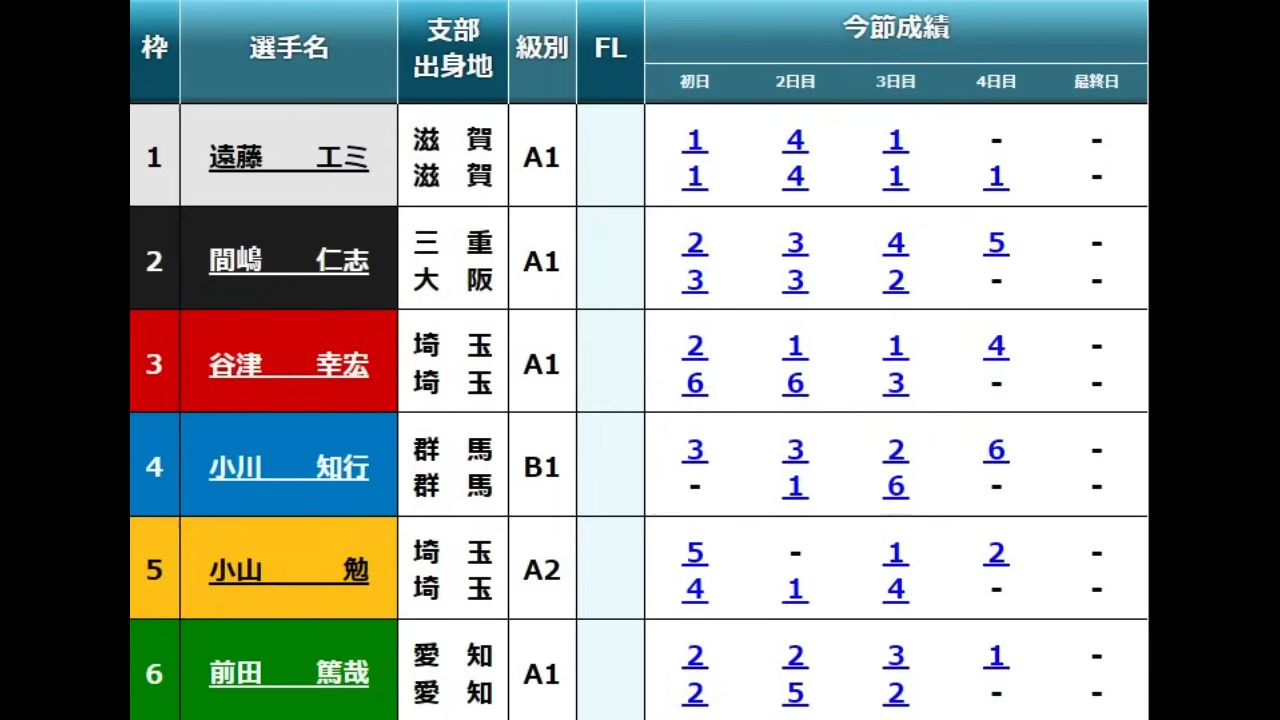 枠 選手名 支部 出身地 級別 FL 今節成績
初日 2日目 3日目 4日目 最終日
1 遠藤 エミ 滋賀 A1 1 4 1 - -
滋賀 1 4 1 1 -
2 間嶋 仁志 三重 A1 2 3 4 5 -
大阪 3 3 2 - -
3 谷津 幸宏 埼玉 A1 2 1 1 4 -
埼玉 6 6 3 - -
4 小川 知行 群馬 B1 3 3 2 6 -
群馬 - 1 6 - -
5 小山 勉 埼玉 A2 5 - 1 2 -
埼玉 4 1 4 - -
6 前田 篤哉 愛知 A1 2 2 3 1 -
愛知 2 5 2 - -